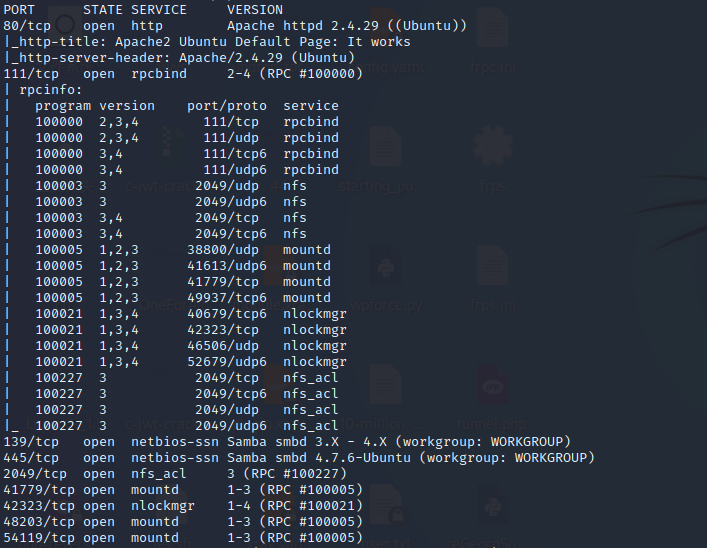 PORT      STATE SERVICE     VERSION
80/tcp    open  http        Apache httpd 2.4.29 ((Ubuntu))
|_http-title: Apache2 Ubuntu Default Page: It works
|_http-server-header: Apache/2.4.29 (Ubuntu)
111/tcp   open  rpcbind     2-4 (RPC #100000)
| rpcinfo:
|   program version    port/proto  service
|   100000  2,3,4        111/tcp   rpcbind
|   100000  2,3,4        111/udp   rpcbind
|   100000  3,4          111/tcp6  rpcbind
|   100000  3,4          111/udp6  rpcbind
|   100003  3           2049/udp   nfs
|   100003  3           2049/udp6  nfs
|   100003  3,4         2049/tcp   nfs
|   100003  3,4         2049/tcp6  nfs
|   100005  1,2,3      38800/udp   mountd
|   100005  1,2,3      41613/udp6  mountd
|   100005  1,2,3      41779/tcp   mountd
|   100005  1,2,3      49937/tcp6  mountd
|   100021  1,3,4      40679/tcp6  nlockmgr
|   100021  1,3,4      42323/tcp   nlockmgr
|   100021  1,3,4      46506/udp   nlockmgr
|   100021  1,3,4      52679/udp6  nlockmgr
|   100227  3           2049/tcp   nfs_acl
|   100227  3           2049/tcp6  nfs_acl
|   100227  3           2049/udp   nfs_acl
|_  100227  3           2049/udp6  nfs_acl
139/tcp   open  netbios-ssn Samba smbd 3.X - 4.X (workgroup: WORKGROUP)
445/tcp   open  netbios-ssn Samba smbd 4.7.6-Ubuntu (workgroup: WORKGROUP)
2049/tcp  open  nfs_acl     3 (RPC #100227)
41779/tcp open  mountd      1-3 (RPC #100005)
42323/tcp open  nlockmgr    1-4 (RPC #100021)
48203/tcp open  mountd      1-3 (RPC #100005)
54119/tcp open  mountd      1-3 (RPC #100005)